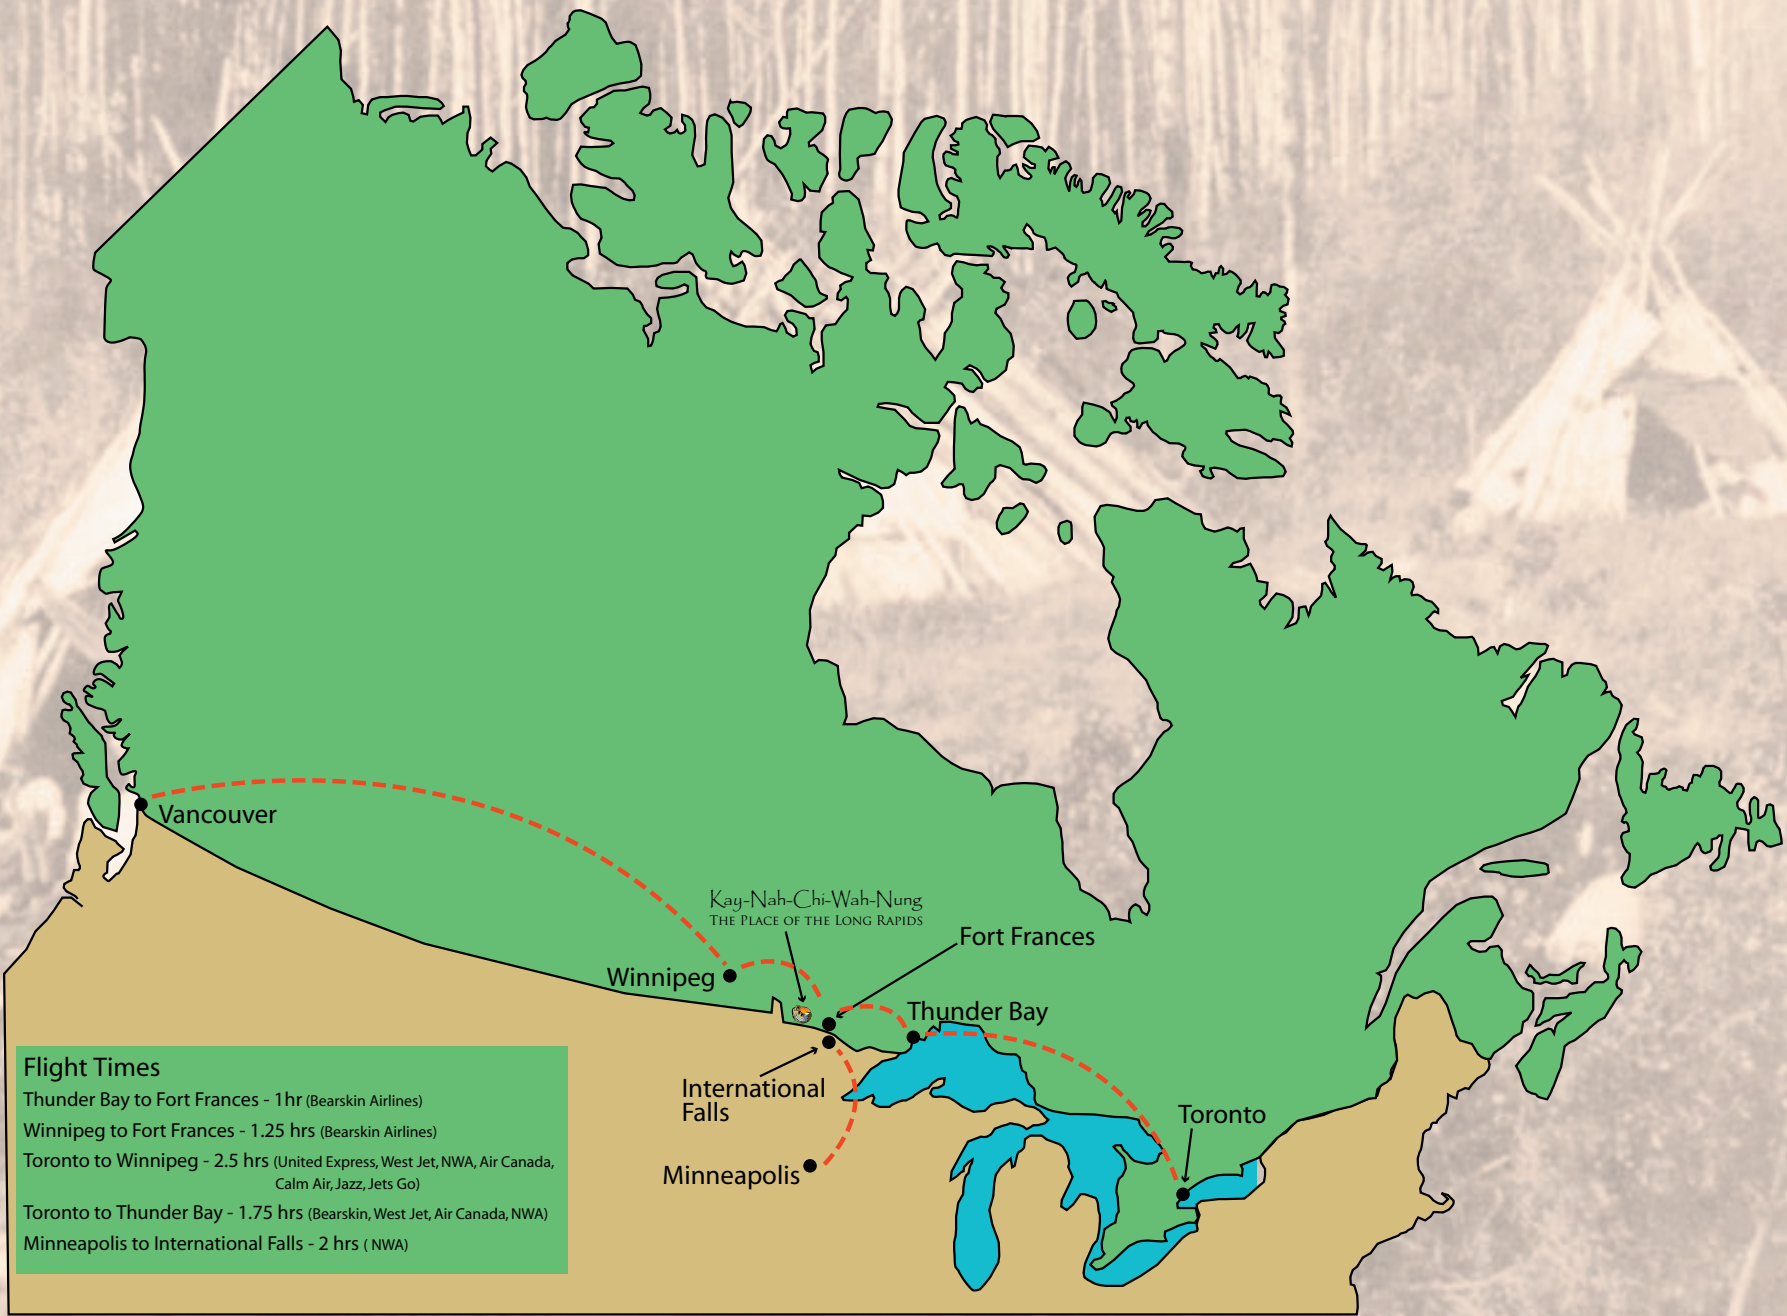 Vancouver
Kay-Nah-Chi-Wah-Nung
The Place of the Long Rapids
Fort Frances
Winnipeg
Thunder Bay
International
Falls
Toronto
Minneapolis
Flight Times
Thunder Bay to Fort Frances - 1hr (Bearskin Airlines)
Winnipeg to Fort Frances - 1.25 hrs (Bearskin Airlines)
Toronto to Winnipeg - 2.5 hrs (United Express, West Jet, NWA, Air Canada,
Calm Air, Jazz, Jets Go)
Toronto to Thunder Bay - 1.75 hrs (Bearskin, West Jet, Air Canada, NWA)
Minneapolis to International Falls - 2 hrs ( NWA)